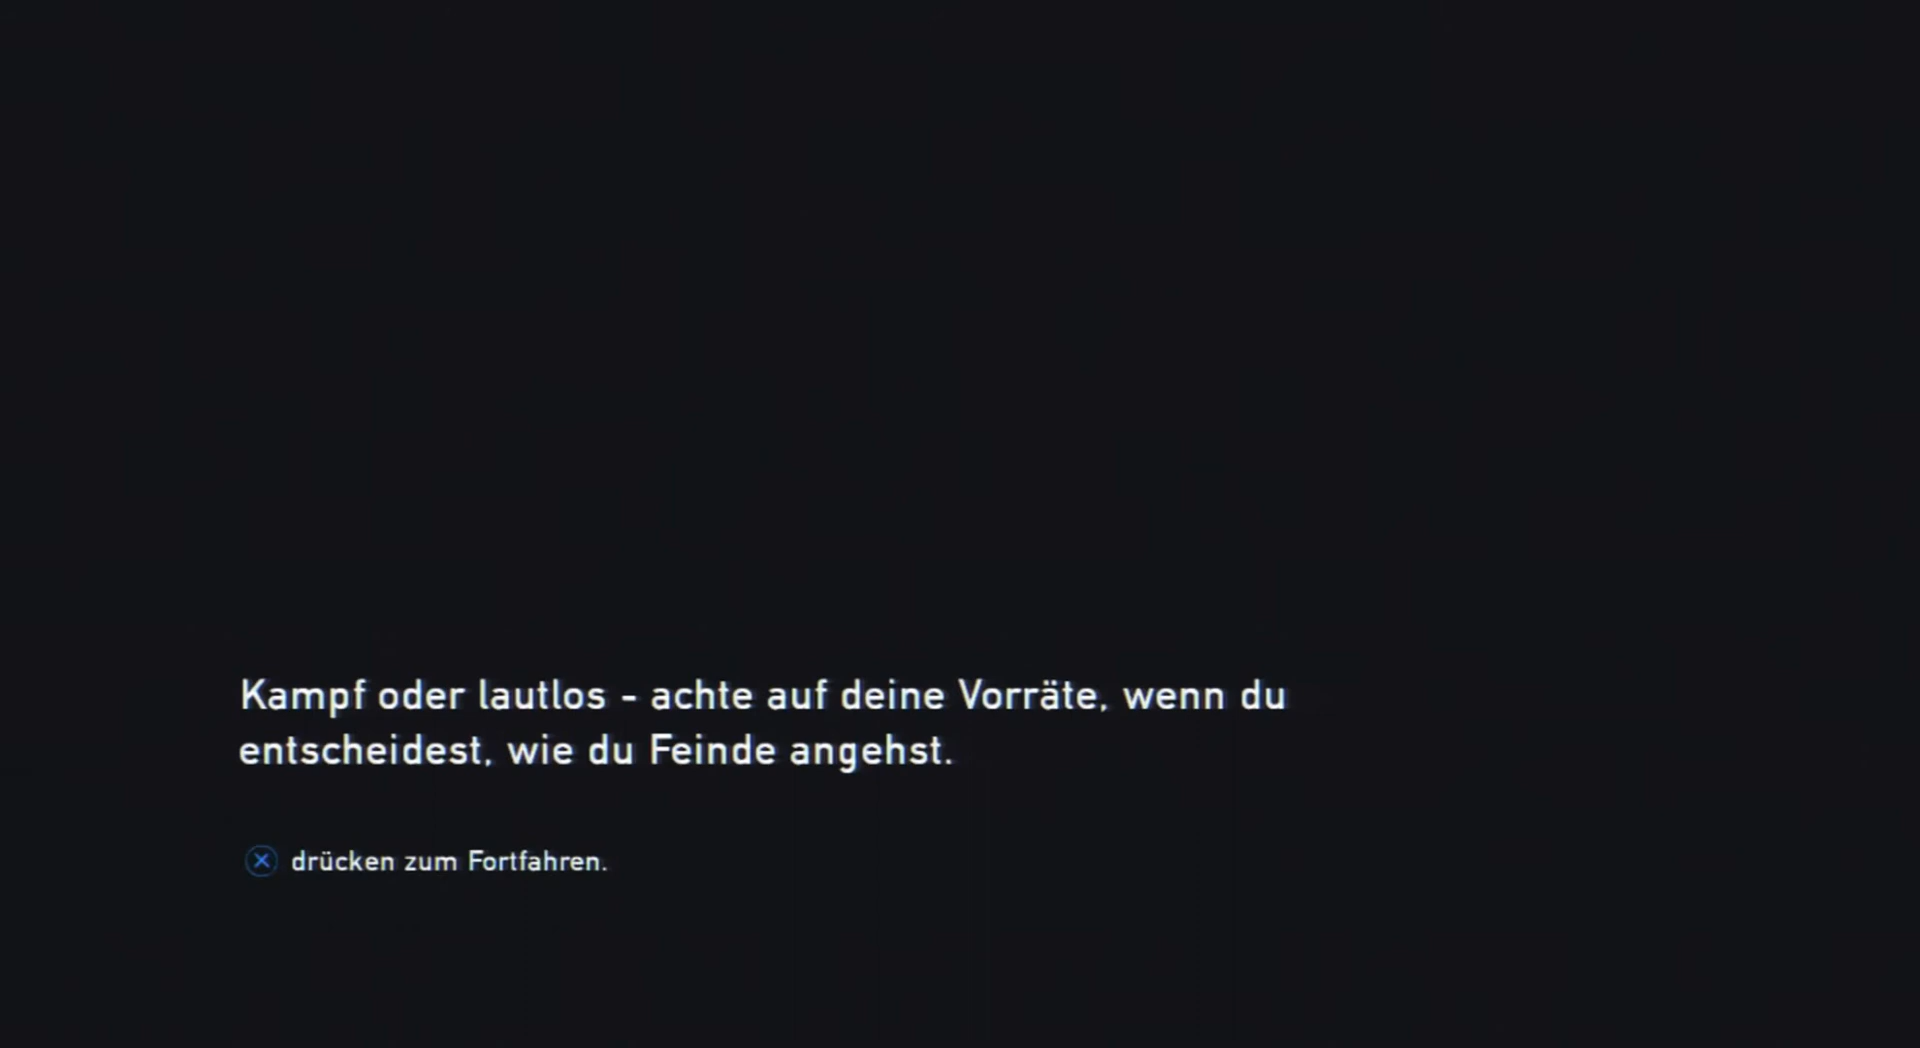 Kampf oder lautlos - achte auf deine Vorräte, wenn du
entscheidest, wie du Feinde angehst.
drücken zum Fortfahren.